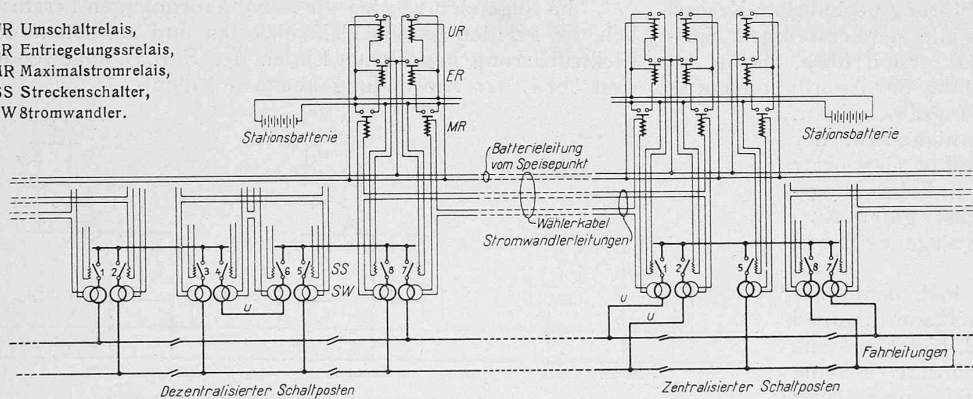 UR Umschaltrelais,
ER Entriegelungssrelais,
MR Maximalstromrelais,
SS Streckenschalter,
SW Stromwandler.
UR
ER
MR
Stationsbatterie
Stationsbatterie
Batterieleitung
vom Speisepunkt
Wählerkabel
Stromwandlerleitungen
1 2 3 4 6 5 SS 8 7 1 2 5 8 7
SW
u
u
u
Fahrleitungen
Dezentralisierter Schaltposten
Zentralisierter Schaltposten